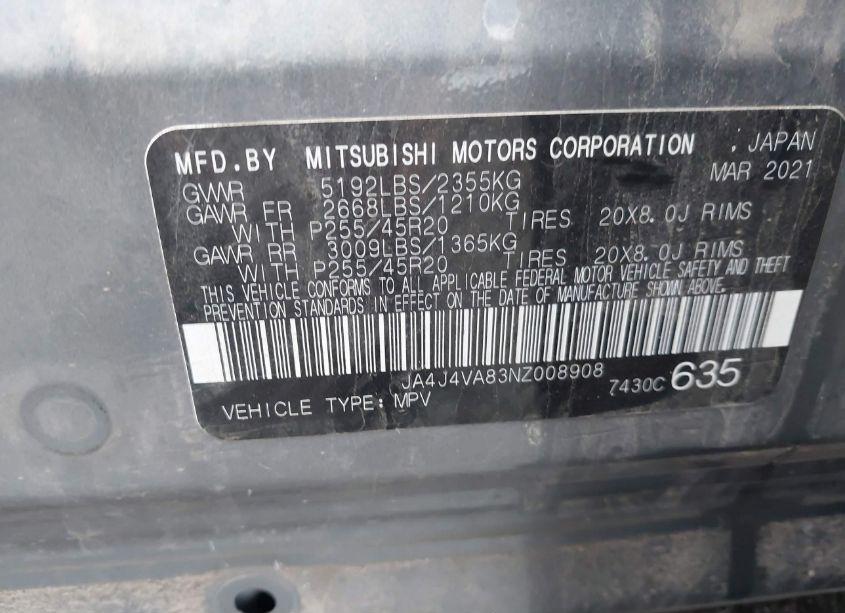 MFD.BY MITSUBISHI MOTORS CORPORATION . JAPAN
GVWR 5192LBS/2355KG MAR 2021
GAWR FR 2668LBS/1210KG
WITH P255/45R20 TIRES 20X8.0J RIMS
GAWR RR 3009LBS/1365KG
WITH P255/45R20 TIRES 20X8.0J RIMS
THIS VEHICLE CONFORMS TO ALL APPLICABLE FEDERAL MOTOR VEHICLE SAFETY AND THEFT
PREVENTION STANDARDS IN EFFECT ON THE DATE OF MANUFACTURE SHOWN ABOVE.
JA4J4VA83NZ008908
VEHICLE TYPE: MPV 7430C 635